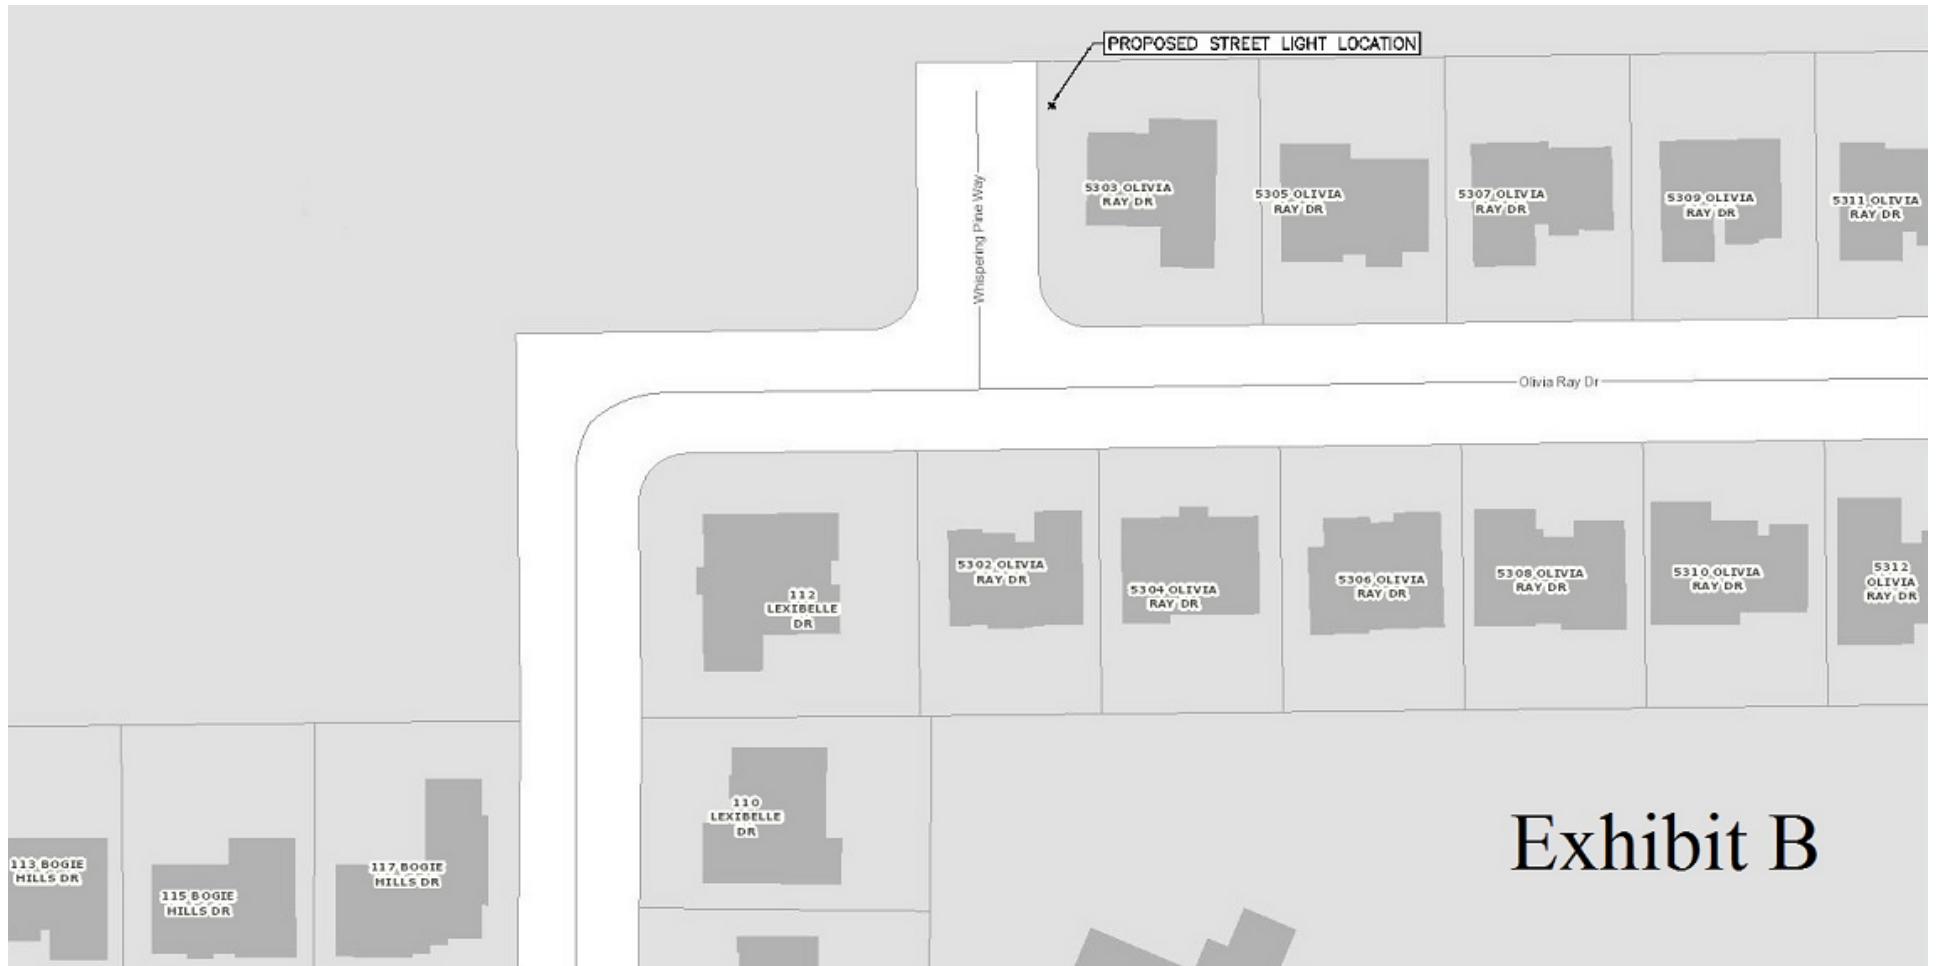 PROPOSED STREET LIGHT LOCATION
Whispering Pine Way
5303 OLIVIA
RAY DR
5305 OLIVIA
RAY DR
5307 OLIVIA
RAY DR
5309 OLIVIA
RAY DR
5311 OLIVIA
RAY DR
Olivia Ray Dr
112
LEXIBELLE
DR
5302 OLIVIA
RAY DR
5304 OLIVIA
RAY DR
5306 OLIVIA
RAY DR
5308 OLIVIA
RAY DR
5310 OLIVIA
RAY DR
5312
OLIVIA
RAY DR
110
LEXIBELLE
DR
113 BOGIE
HILLS DR
115 BOGIE
HILLS DR
117 BOGIE
HILLS DR
Exhibit B